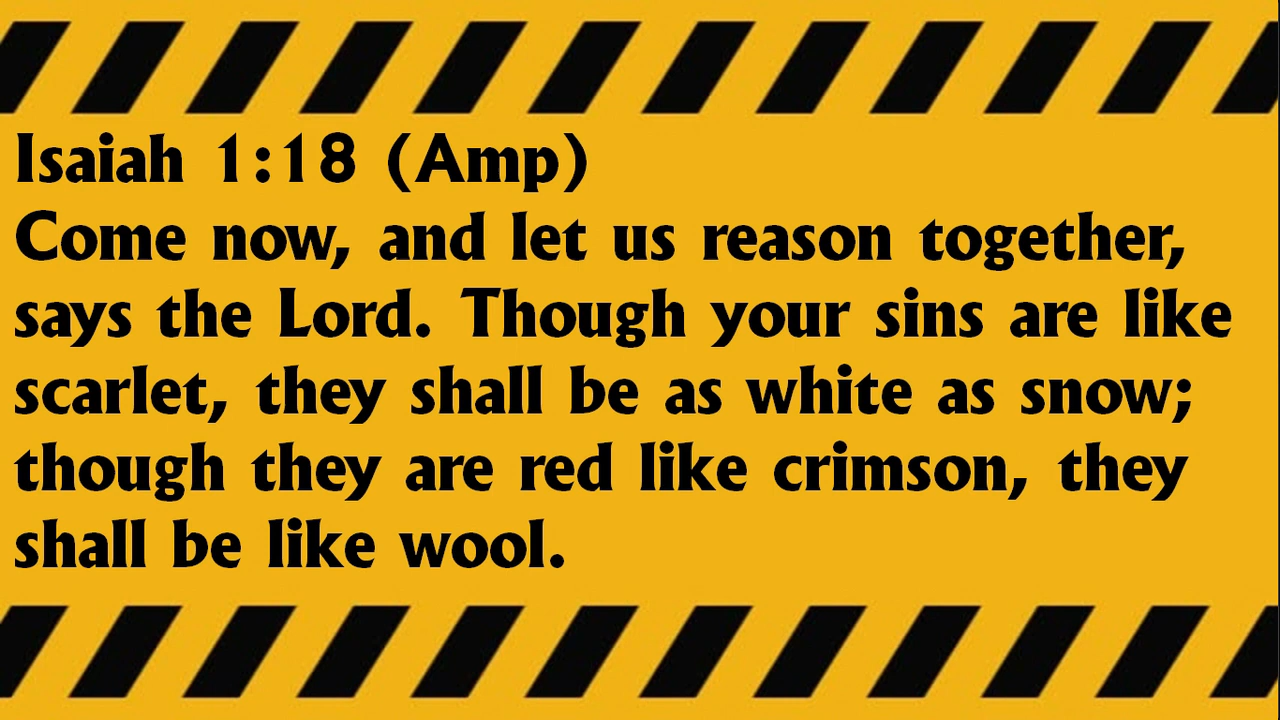 Isaiah 1:18 (Amp)
Come now, and let us reason together,
says the Lord. Though your sins are like
scarlet, they shall be as white as snow;
though they are red like crimson, they
shall be like wool.